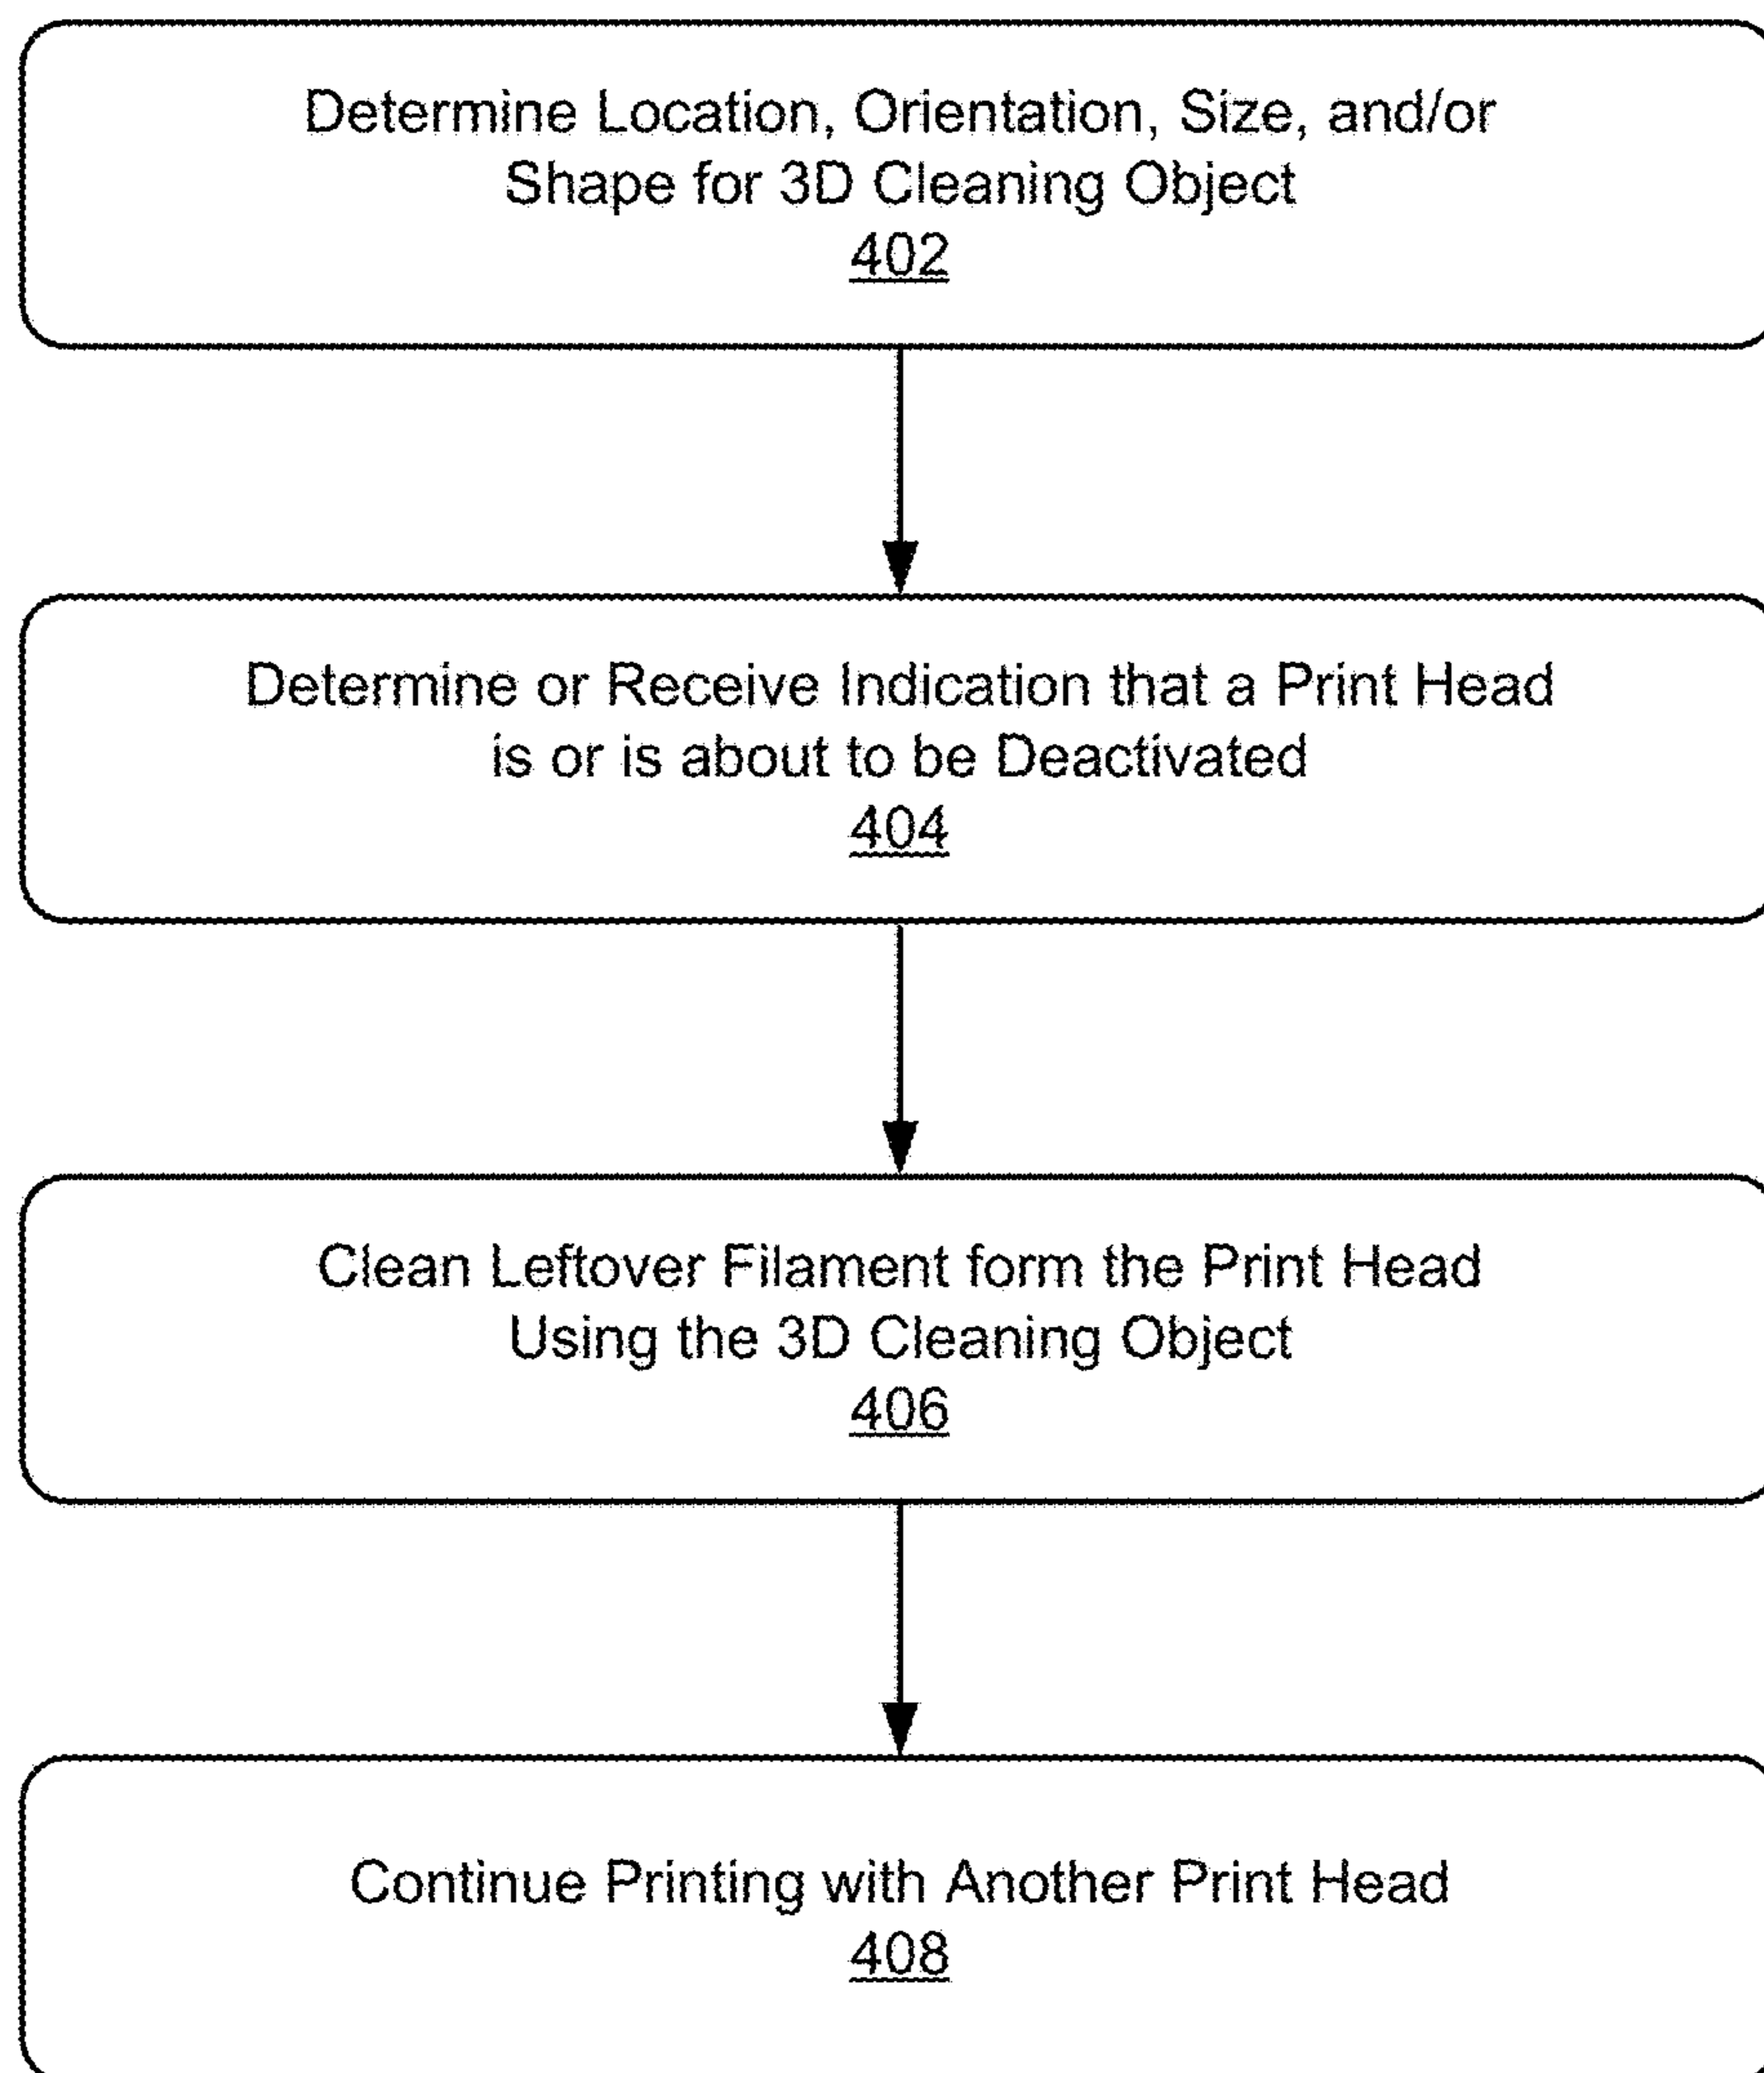 Determine Location, Orientation, Size, and/or
Shape for 3D Cleaning Object
402
Determine or Receive Indication that a Print Head
is or is about to be Deactivated
404
Clean Leftover Filament form the Print Head
Using the 3D Cleaning Object
406
Continue Printing with Another Print Head
408